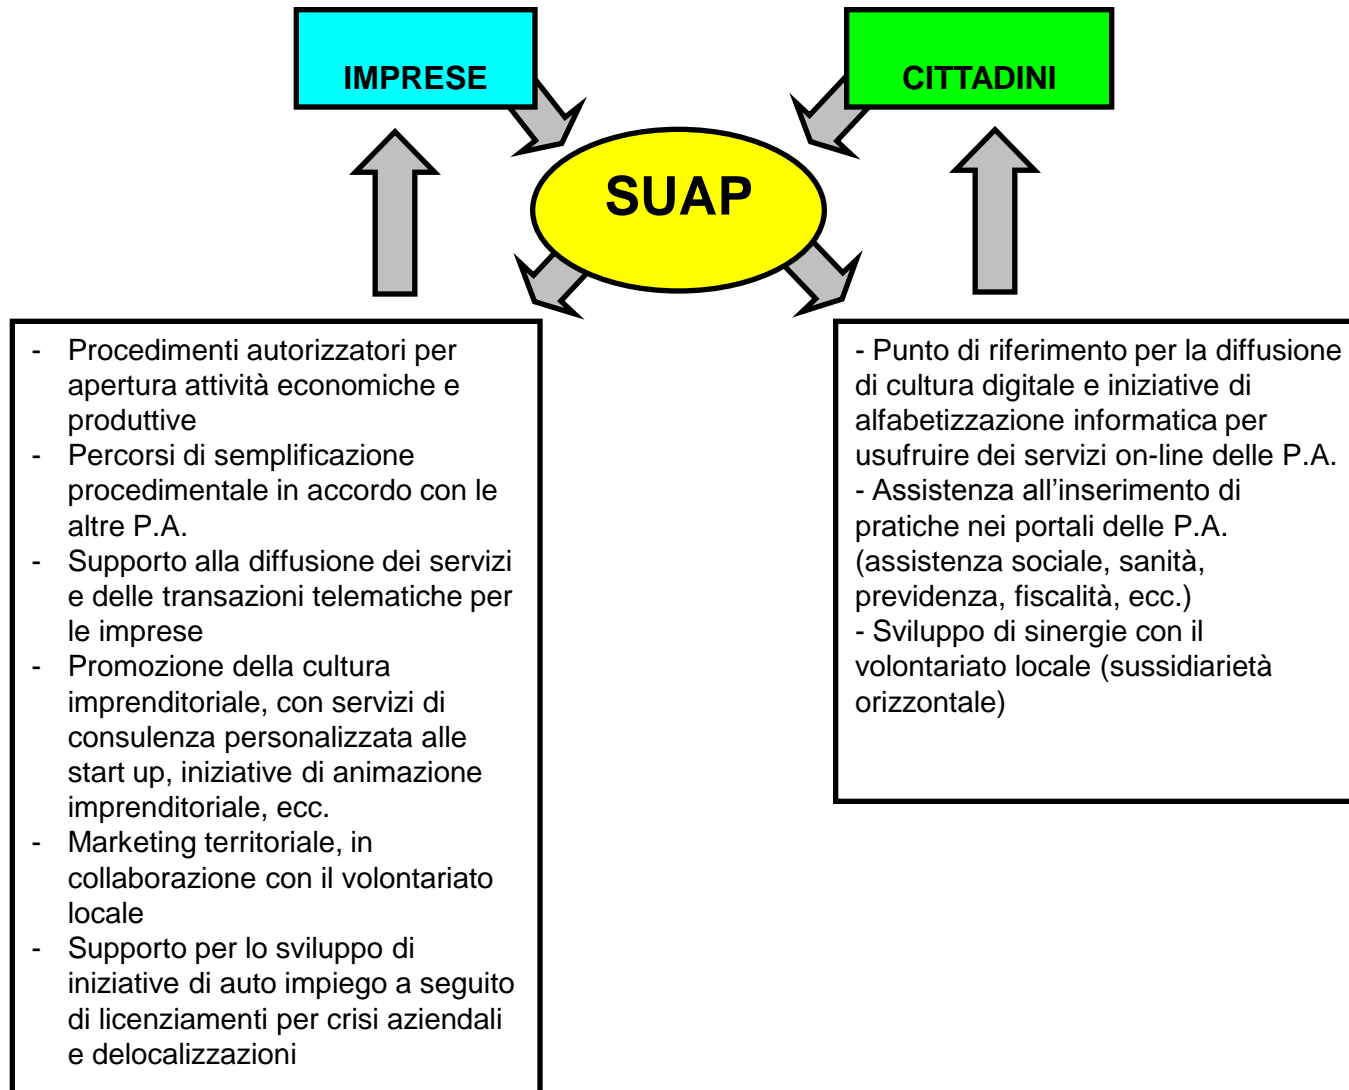 IMPRESE
CITTADINI
SUAP
- Procedimenti autorizzatori per
apertura attività economiche e
produttive
- Percorsi di semplificazione
procedimentale in accordo con le
altre P.A.
- Supporto alla diffusione dei servizi
e delle transazioni telematiche per
le imprese
- Promozione della cultura
imprenditoriale, con servizi di
consulenza personalizzata alle
start up, iniziative di animazione
imprenditoriale, ecc.
- Marketing territoriale, in
collaborazione con il volontariato
locale
- Supporto per lo sviluppo di
iniziative di auto impiego a seguito
di licenziamenti per crisi aziendali
e delocalizzazioni
- Punto di riferimento per la diffusione
di cultura digitale e iniziative di
alfabetizzazione informatica per
usufruire dei servizi on-line delle P.A.
- Assistenza all’inserimento di
pratiche nei portali delle P.A.
(assistenza sociale, sanità,
previdenza, fiscalità, ecc.)
- Sviluppo di sinergie con il
volontariato locale (sussidiarietà
orizzontale)